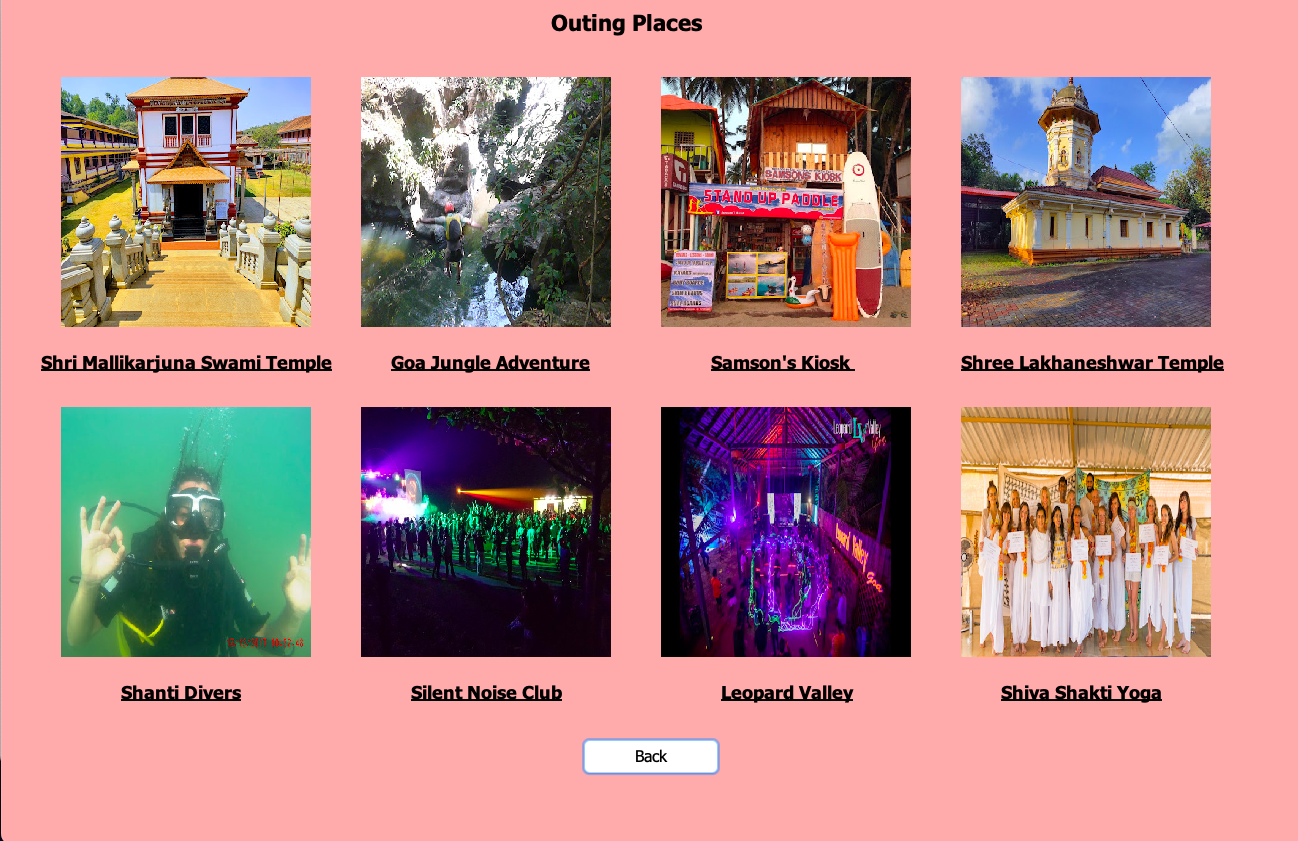 Outing Places
SAMSONS KIOSK
STAND UP PADDLE
Shri Mallikarjuna Swami Temple
Goa Jungle Adventure
Samson's Kiosk
Shree Lakhaneshwar Temple
Leopard Valley
Leopard Valley
Goa
Shanti Divers
Silent Noise Club
Leopard Valley
Shiva Shakti Yoga
Back